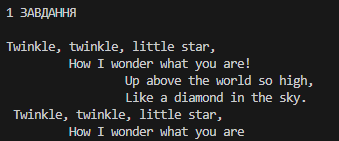 1 ЗАВДАННЯ
Twinkle, twinkle, little star,
How I wonder what you are!
Up above the world so high,
Like a diamond in the sky.
Twinkle, twinkle, little star,
How I wonder what you are